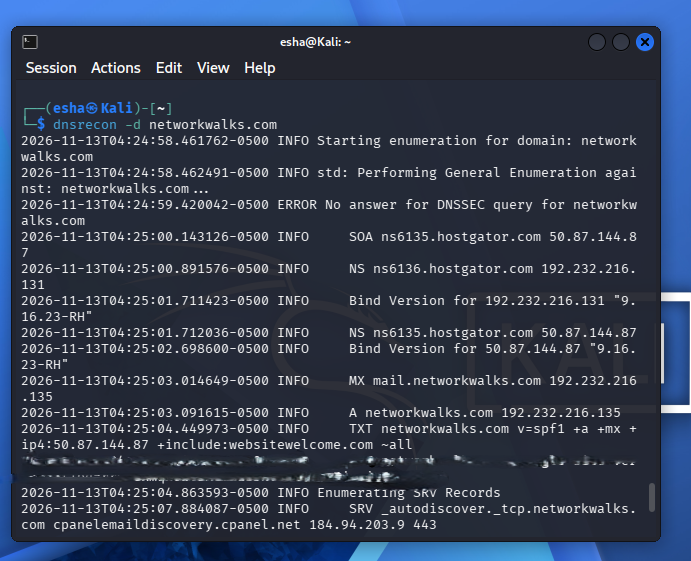 esha@Kali: ~
Session Actions Edit View Help
┌──(esha㉿Kali)-[~]
└─$ dnsrecon -d networkwalks.com
2026-11-13T04:24:58.461762-0500 INFO Starting enumeration for domain: network
walks.com
2026-11-13T04:24:58.462491-0500 INFO std: Performing General Enumeration agai
nst: networkwalks.com...
2026-11-13T04:24:59.420042-0500 ERROR No answer for DNSSEC query for networkw
alks.com
2026-11-13T04:25:00.143126-0500 INFO     SOA ns6135.hostgator.com 50.87.144.8
7
2026-11-13T04:25:00.891576-0500 INFO     NS ns6136.hostgator.com 192.232.216.
131
2026-11-13T04:25:01.711423-0500 INFO     Bind Version for 192.232.216.131 "9.
16.23-RH"
2026-11-13T04:25:01.712036-0500 INFO     NS ns6135.hostgator.com 50.87.144.87
2026-11-13T04:25:02.698600-0500 INFO     Bind Version for 50.87.144.87 "9.16.
23-RH"
2026-11-13T04:25:03.014649-0500 INFO     MX mail.networkwalks.com 192.232.216
.135
2026-11-13T04:25:03.091615-0500 INFO     A networkwalks.com 192.232.216.135
2026-11-13T04:25:04.449973-0500 INFO     TXT networkwalks.com v=spf1 +a +mx +
ip4:50.87.144.87 +include:websitewelcome.com ~all
2026-11-13T04:25:04.863593-0500 INFO Enumerating SRV Records
2026-11-13T04:25:07.884087-0500 INFO     SRV _autodiscover._tcp.networkwalks.
com cpanelemaildiscovery.cpanel.net 184.94.203.9 443
KALI